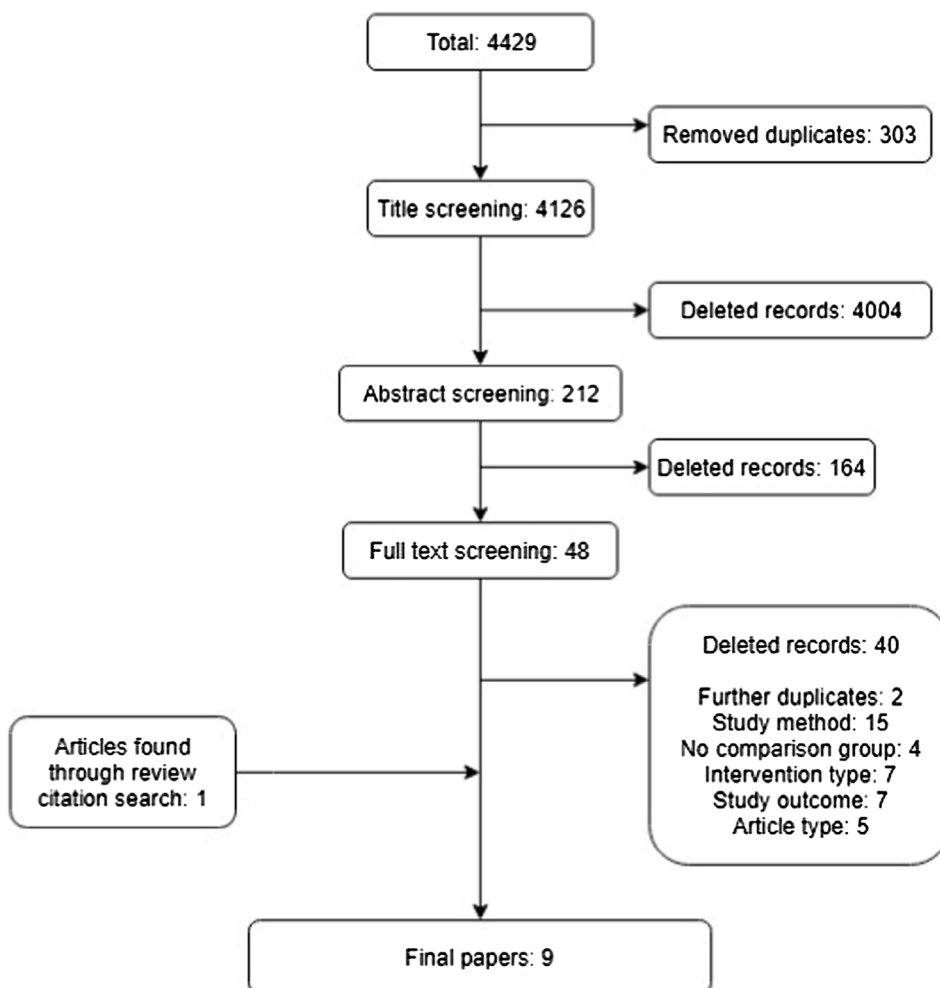 Total: 4429
Removed duplicates: 303
Title screening: 4126
Deleted records: 4004
Abstract screening: 212
Deleted records: 164
Full text screening: 48
Deleted records: 40
Further duplicates: 2
Study method: 15
No comparison group: 4
Intervention type: 7
Study outcome: 7
Article type: 5
Articles found
through review
citation search: 1
Final papers: 9